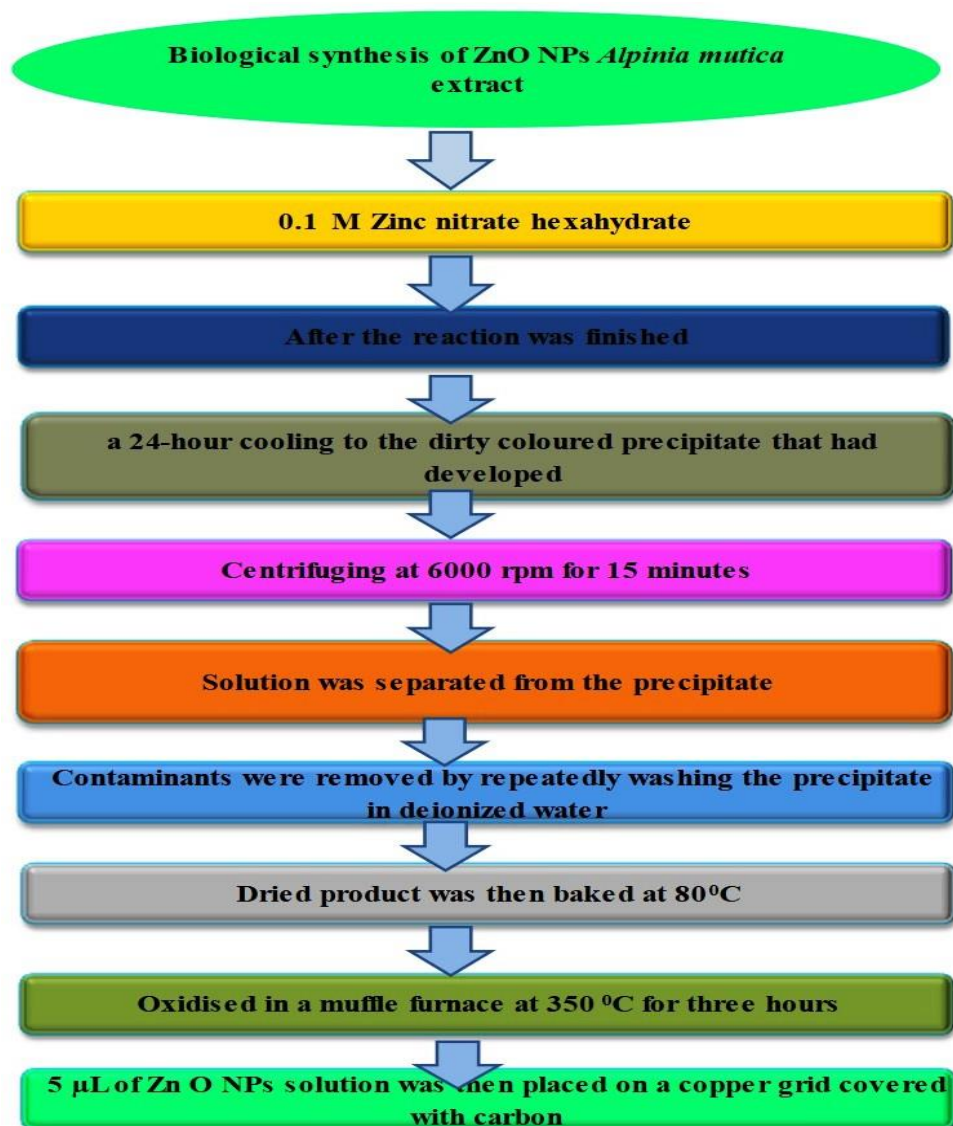 Biological synthesis of ZnO NPs Alpinia mutica
extract
0.1 M Zinc nitrate hexahydrate
After the reaction was finished
a 24-hour cooling to the dirty coloured precipitate that had
developed
Centrifuging at 6000 rpm for 15 minutes
Solution was separated from the precipitate
Contaminants were removed by repeatedly washing the precipitate
in deionized water
Dried product was then baked at 80⁰C
Oxidised in a muffle furnace at 350 ⁰C for three hours
5 µL of Zn O NPs solution was then placed on a copper grid covered
with carbon